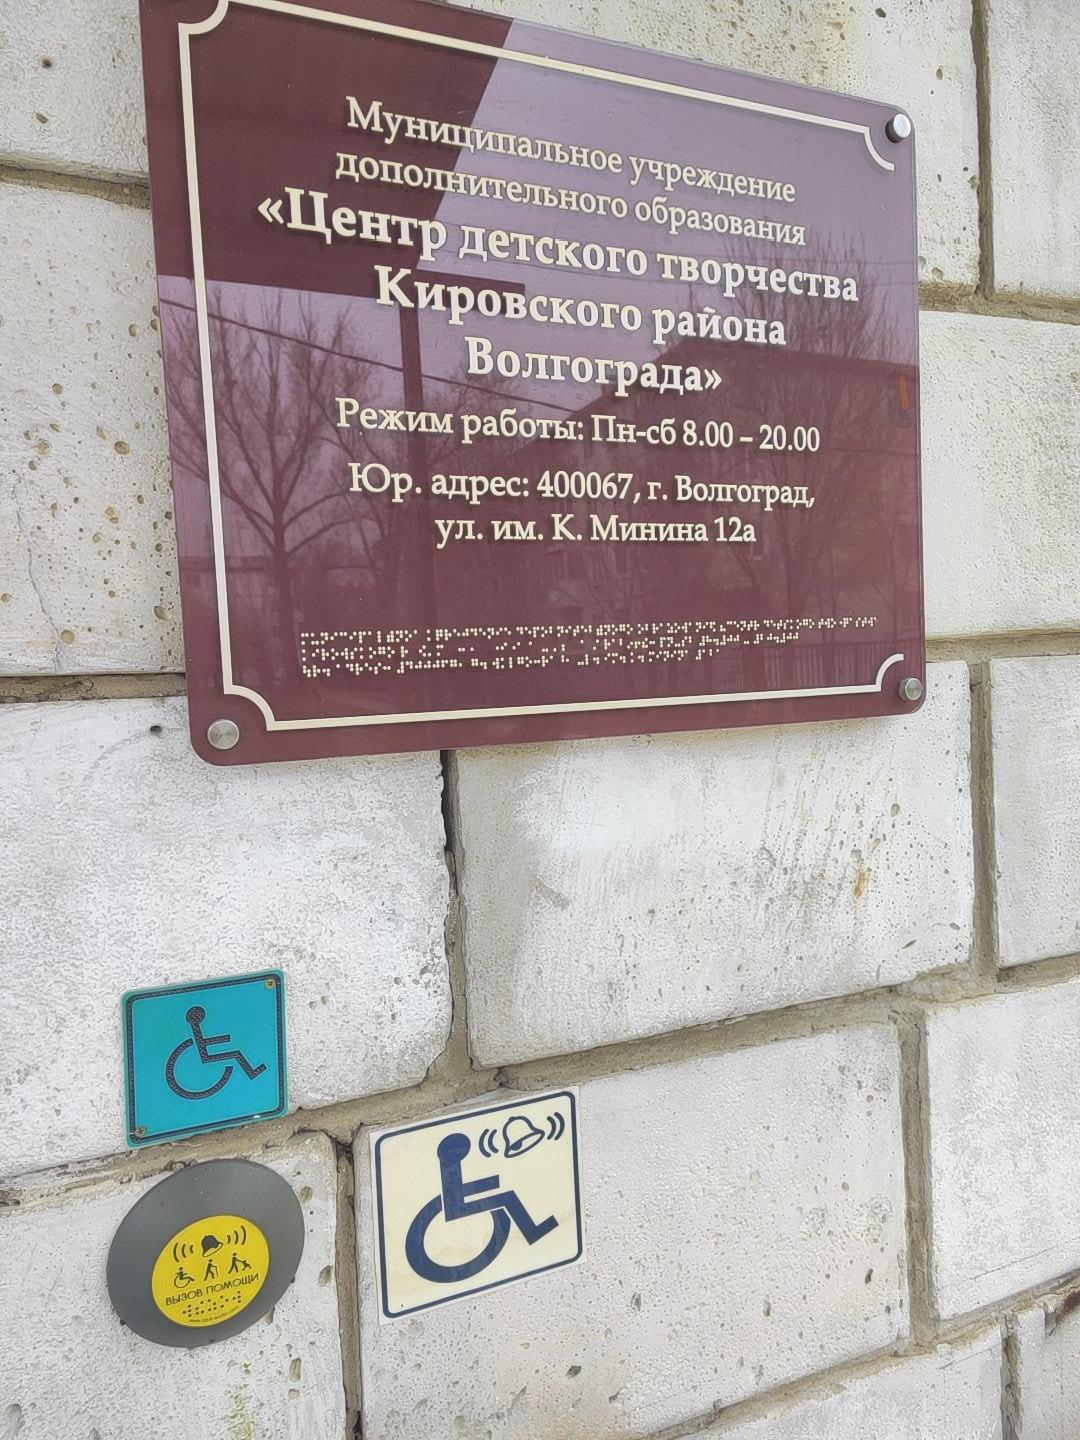 Муниципальное учреждение
дополнительного образования
«Центр детского творчества
Кировского района
Волгограда»
Режим работы: Пн-сб 8.00 – 20.00
Юр. адрес: 400067, г. Волгоград,
ул. им. К. Минина 12а
ВЫЗОВ ПОМОЩИ